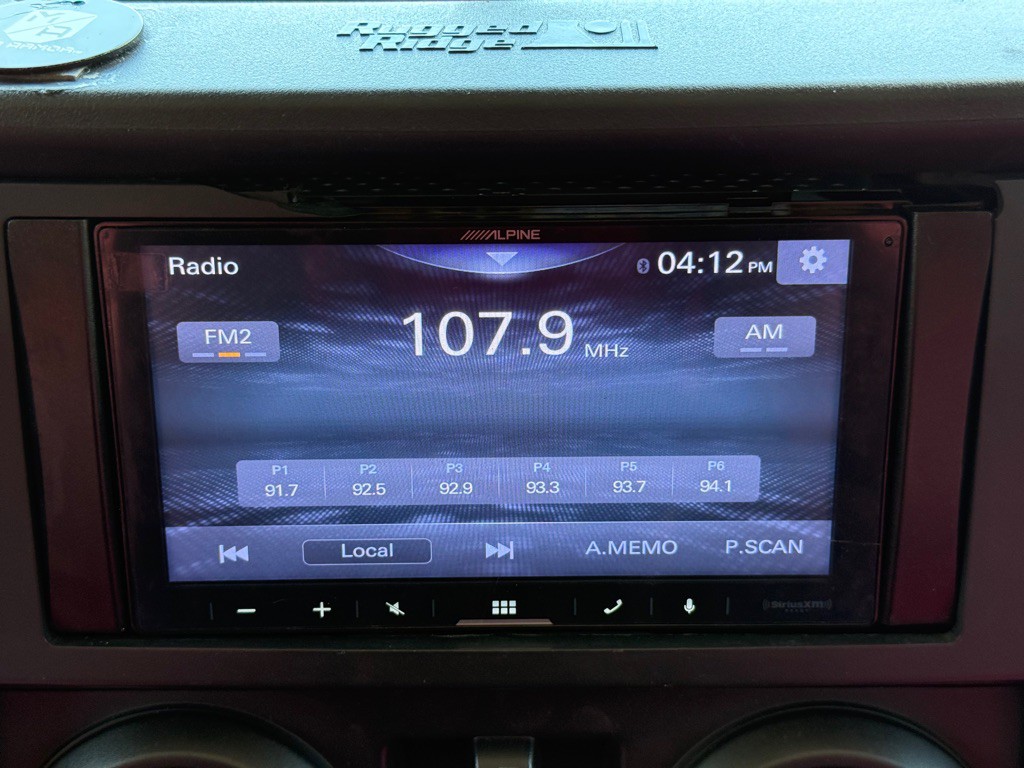 Rugged
Ridge
ALPINE
Radio
04:12 PM
FM2
107.9 MHz
AM
P1 P2 P3 P4 P5 P6
91.7 92.5 92.9 93.3 93.7 94.1
Local A.MEMO P.SCAN
SiriusXM